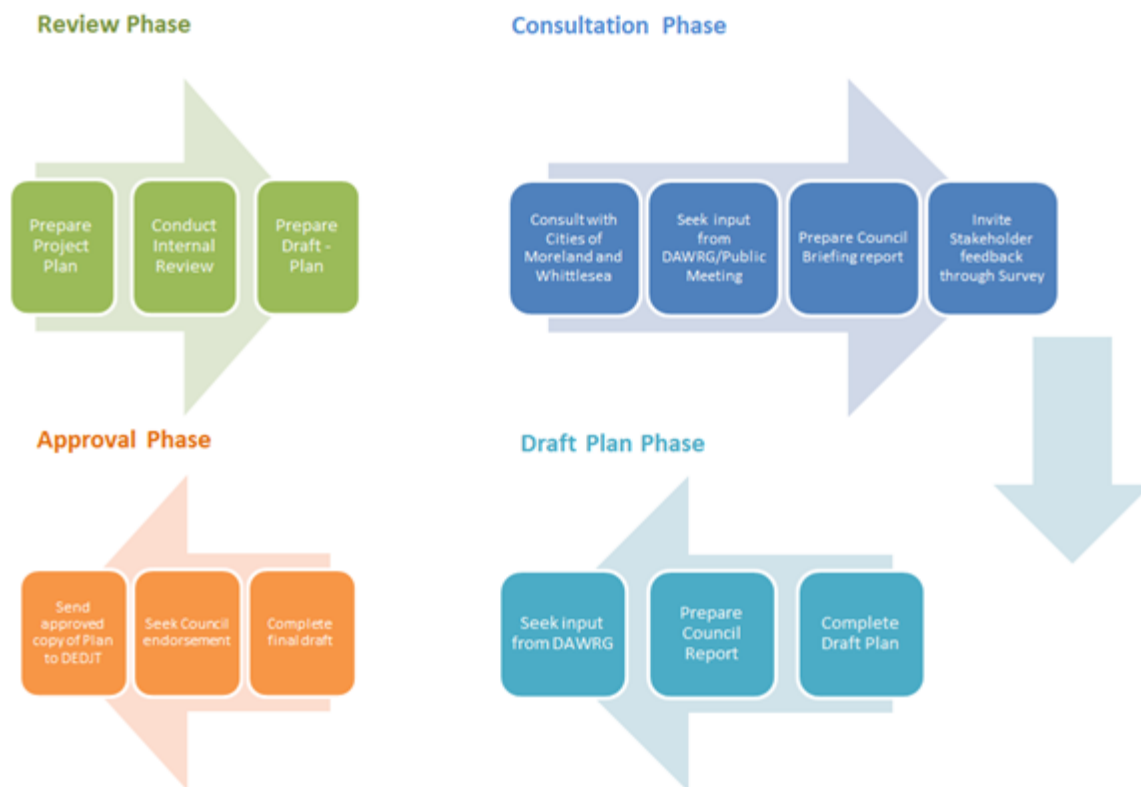 Review Phase
Consultation Phase
Prepare
Project
Plan
Conduct
Internal
Review
Prepare
Draft -
Plan
Consult with
Cities of
Moreland and
Whittlesea
Seek input
from
DAWRG/Public
Meeting
Prepare Council
Briefing report
Invite
Stakeholder
feedback
through Survey
Approval Phase
Draft Plan Phase
Send
approved
copy of Plan
to DEDJT
Seek Council
endorsement
Complete
final draft
Seek input
from DAWRG
Prepare
Council
Report
Complete
Draft Plan